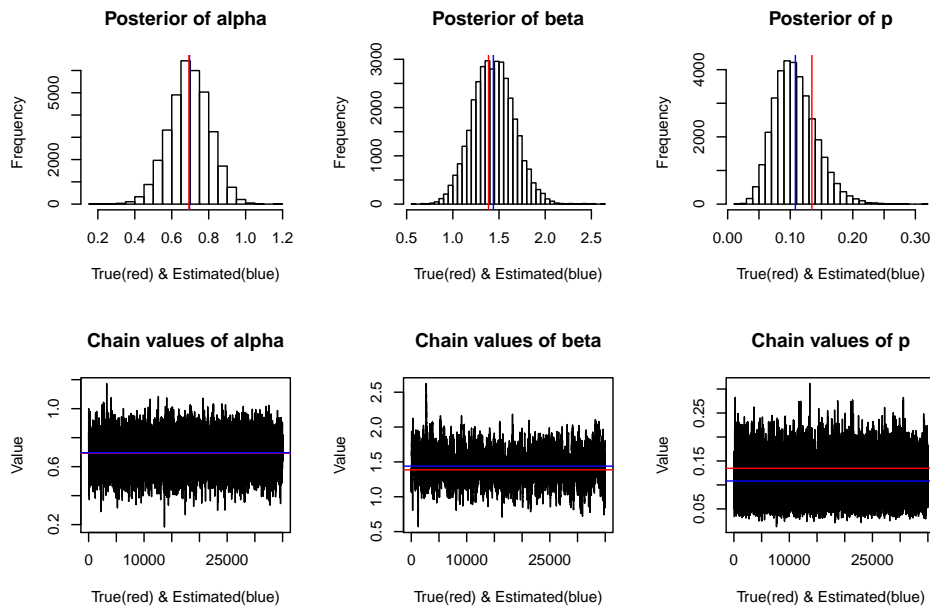 Posterior of alpha
Frequency
0 2000 6000
0.2 0.4 0.6 0.8 1.0 1.2
True(red) & Estimated(blue)
Posterior of beta
Frequency
0 1000 2000 3000
0.5 1.0 1.5 2.0 2.5
True(red) & Estimated(blue)
Posterior of p
Frequency
0 2000 4000
0.00 0.10 0.20 0.30
True(red) & Estimated(blue)
Chain values of alpha
Value
0.2 0.6 1.0
0 10000 25000
True(red) & Estimated(blue)
Chain values of beta
Value
0.5 1.0 1.5 2.0 2.5
0 10000 25000
True(red) & Estimated(blue)
Chain values of p
Value
0.05 0.15 0.25
0 10000 25000
True(red) & Estimated(blue)